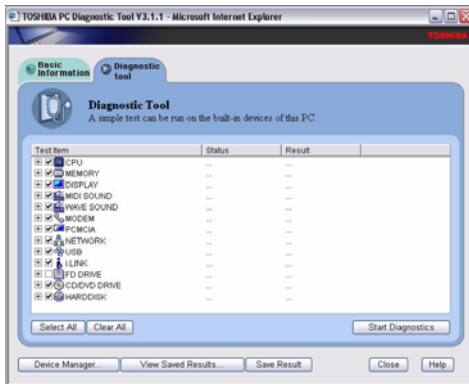 TOSHIBA PC Diagnostic Tool V3.1.1 - Microsoft Internet Explorer
TOSHIBA
Basic Information
Diagnostic tool
Diagnostic Tool
A simple test can be run on the built-in devices of this PC.
Test Item Status Result
CPU ... ...
MEMORY ... ...
DISPLAY ... ...
MIDI SOUND ... ...
WAVE SOUND ... ...
MODEM ... ...
PCMCIA ... ...
NETWORK ... ...
USB ... ...
i.LINK ... ...
FD DRIVE ... ...
CD/DVD DRIVE ... ...
HARDDISK ... ...
Select All Clear All Start Diagnostics
Device Manager... View Saved Results... Save Result Close Help